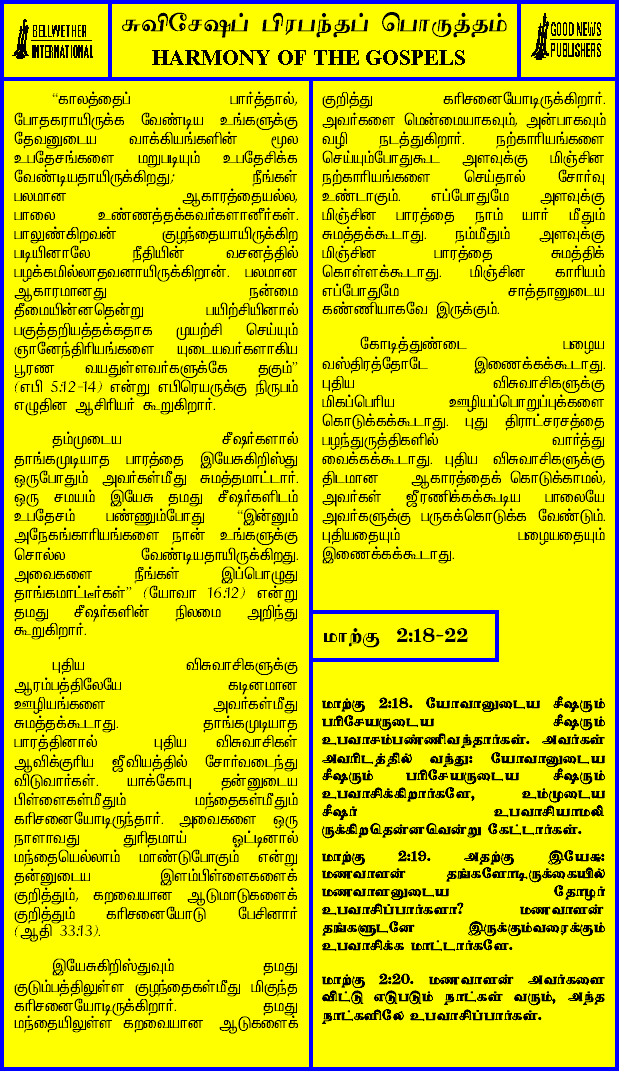 BELLWETHER
INTERNATIONAL
சுவிசேஷப் பிரபந்தப் பொருத்தம்
HARMONY OF THE GOSPELS
GOOD NEWS
PUBLISHERS
“காலத்தைப் பார்த்தால்,
போதகராயிருக்க வேண்டிய உங்களுக்கு
தேவனுடைய வாக்கியங்களின் மூல
உபதேசங்களை மறுபடியும் உபதேசிக்க
வேண்டியதாயிருக்கிறது; நீங்கள்
பலமான ஆகாரத்தையல்ல,
பாலை உண்ணத்தக்கவர்களானீர்கள்.
பாலுண்கிறவன் குழந்தையாயிருக்கிற
படியினாலே நீதியின் வசனத்தில்
பழக்கமில்லாதவனாயிருக்கிறான். பலமான
ஆகாரமானது நன்மை
தீமையின்னதென்று பயிற்சியினால்
பகுத்தறியத்தக்கதாக முயற்சி செய்யும்
ஞானேந்திரியங்களை யுடையவர்களாகிய
பூரண வயதுள்ளவர்களுக்கே தகும்”
(எபி 5:12-14) என்று எபிரெயருக்கு நிருபம்
எழுதின ஆசிரியர் கூறுகிறார்.
தம்முடைய சீஷர்களால்
தாங்கமுடியாத பாரத்தை இயேசுகிறிஸ்து
ஒருபோதும் அவர்கள்மீது சுமத்தமாட்டார்.
ஒரு சமயம் இயேசு தமது சீஷர்களிடம்
உபதேசம் பண்ணும்போது “இன்னும்
அநேகங்காரியங்களை நான் உங்களுக்கு
சொல்ல வேண்டியதாயிருக்கிறது.
அவைகளை நீங்கள் இப்பொழுது
தாங்கமாட்டீர்கள்” (யோவா 16:12) என்று
தமது சீஷர்களின் நிலமை அறிந்து
கூறுகிறார்.
புதிய விசுவாசிகளுக்கு
ஆரம்பத்திலேயே கடினமான
ஊழியங்களை அவர்கள்மீது
சுமத்தக்கூடாது. தாங்கமுடியாத
பாரத்தினால் புதிய விசுவாசிகள்
ஆவிக்குரிய ஜீவியத்தில் சோர்வடைந்து
விடுவார்கள். யாக்கோபு தன்னுடைய
பிள்ளைகள்மீதும் மந்தைகள்மீதும்
கரிசனையோடிருந்தார். அவைகளை ஒரு
நாளாவது துரிதமாய் ஓட்டினால்
மந்தையெல்லாம் மாண்டுபோகும் என்று
தன்னுடைய இளம்பிள்ளைகளைக்
குறித்தும், கறவையான ஆடுமாடுகளைக்
குறித்தும் கரிசனையோடு பேசினார்
(ஆதி 33:13).
இயேசுகிறிஸ்துவும் தமது
குடும்பத்திலுள்ள குழந்தைகள்மீது மிகுந்த
கரிசனையோடிருக்கிறார். தமது
மந்தையிலுள்ள கறவையான ஆடுகளைக்
குறித்து கரிசனையோடிருக்கிறார்.
அவர்களை மென்மையாகவும், அன்பாகவும்
வழி நடத்துகிறார். நற்காரியங்களை
செய்யும்போதுகூட அளவுக்கு மிஞ்சின
நற்காரியங்களை செய்தால் சோர்வு
உண்டாகும். எப்போதுமே அளவுக்கு
மிஞ்சின பாரத்தை நாம் யார் மீதும்
சுமத்தக்கூடாது. நம்மீதும் அளவுக்கு
மிஞ்சின பாரத்தை சுமத்திக்
கொள்ளக்கூடாது. மிஞ்சின காரியம்
எப்போதுமே சாத்தானுடைய
கண்ணியாகவே இருக்கும்.
கோடித்துண்டை பழைய
வஸ்திரத்தோடே இணைக்கக்கூடாது.
புதிய விசுவாசிகளுக்கு
மிகப்பெரிய ஊழியப்பொறுப்புக்களை
கொடுக்கக்கூடாது. புது திராட்சரசத்தை
பழந்துருத்திகளில் வார்த்து
வைக்கக்கூடாது. புதிய விசுவாசிகளுக்கு
திடமான ஆகாரத்தைக் கொடுக்காமல்,
அவர்கள் ஜீரணிக்கக்கூடிய பாலையே
அவர்களுக்கு பருகக்கொடுக்க வேண்டும்.
புதியதையும் பழையதையும்
இணைக்கக்கூடாது.
மாற்கு 2:18-22
மாற்கு 2:18. யோவானுடைய சீஷரும்
பரிசேயருடைய சீஷரும்
உபவாசம்பண்ணிவந்தார்கள். அவர்கள்
அவரிடத்தில் வந்து: யோவானுடைய
சீஷரும் பரிசேயருடைய சீஷரும்
உபவாசிக்கிறார்களே, உம்முடைய
சீஷர் உபவாசியாமலி
ருக்கிறதென்னவென்று கேட்டார்கள்.
மாற்கு 2:19. அதற்கு இயேசு:
மணவாளன் தங்களோடிருக்கையில்
மணவாளனுடைய தோழர்
உபவாசிப்பார்களா? மணவாளன்
தங்களுடனே இருக்கும்வரைக்கும்
உபவாசிக்க மாட்டார்களே.
மாற்கு 2:20. மணவாளன் அவர்களை
விட்டு எடுபடும் நாட்கள் வரும், அந்த
நாட்களிலே உபவாசிப்பார்கள்.